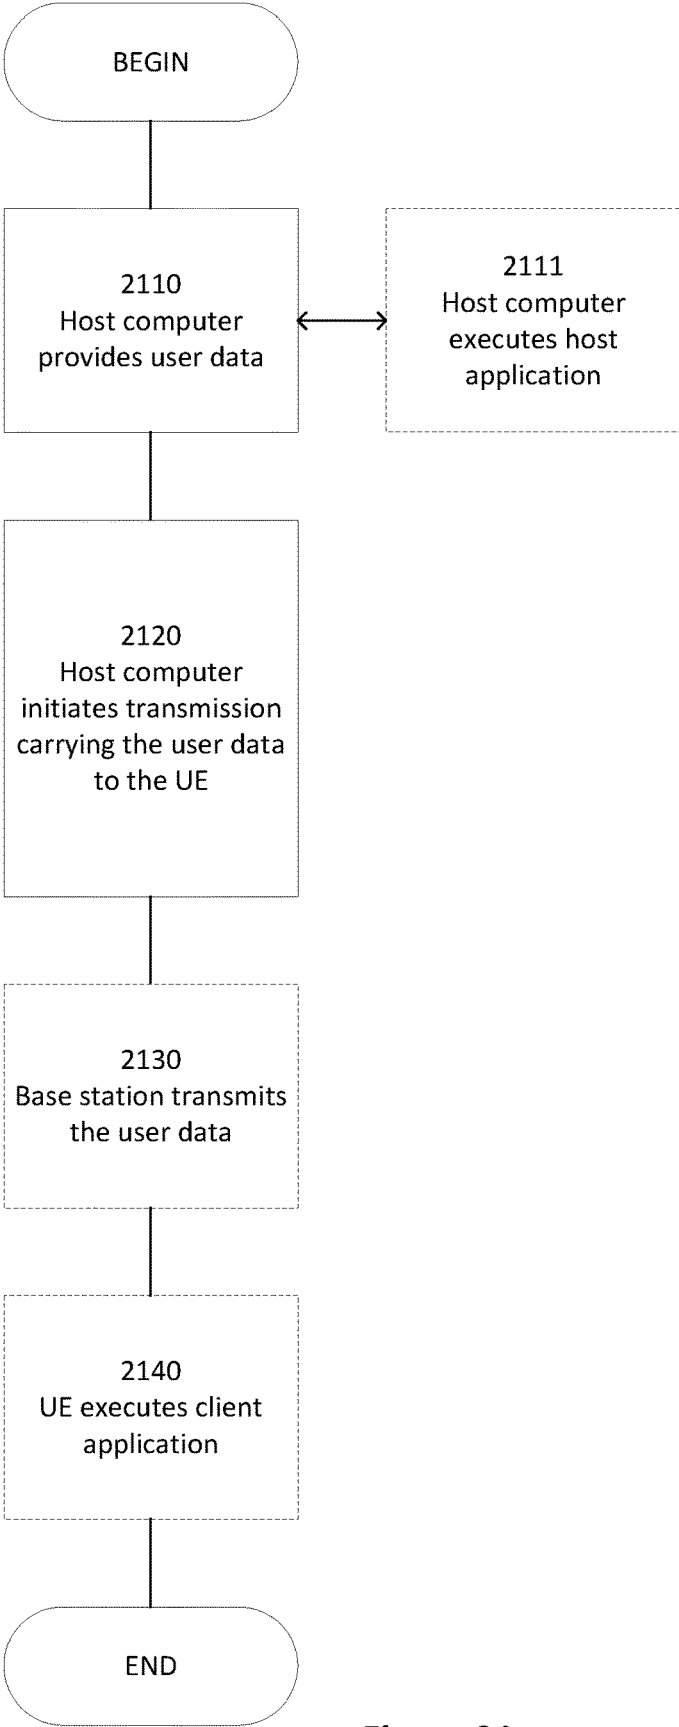 BEGIN
2110
Host computer
provides user data
2111
Host computer
executes host
application
2120
Host computer
initiates transmission
carrying the user data
to the UE
2130
Base station transmits
the user data
2140
UE executes client
application
END